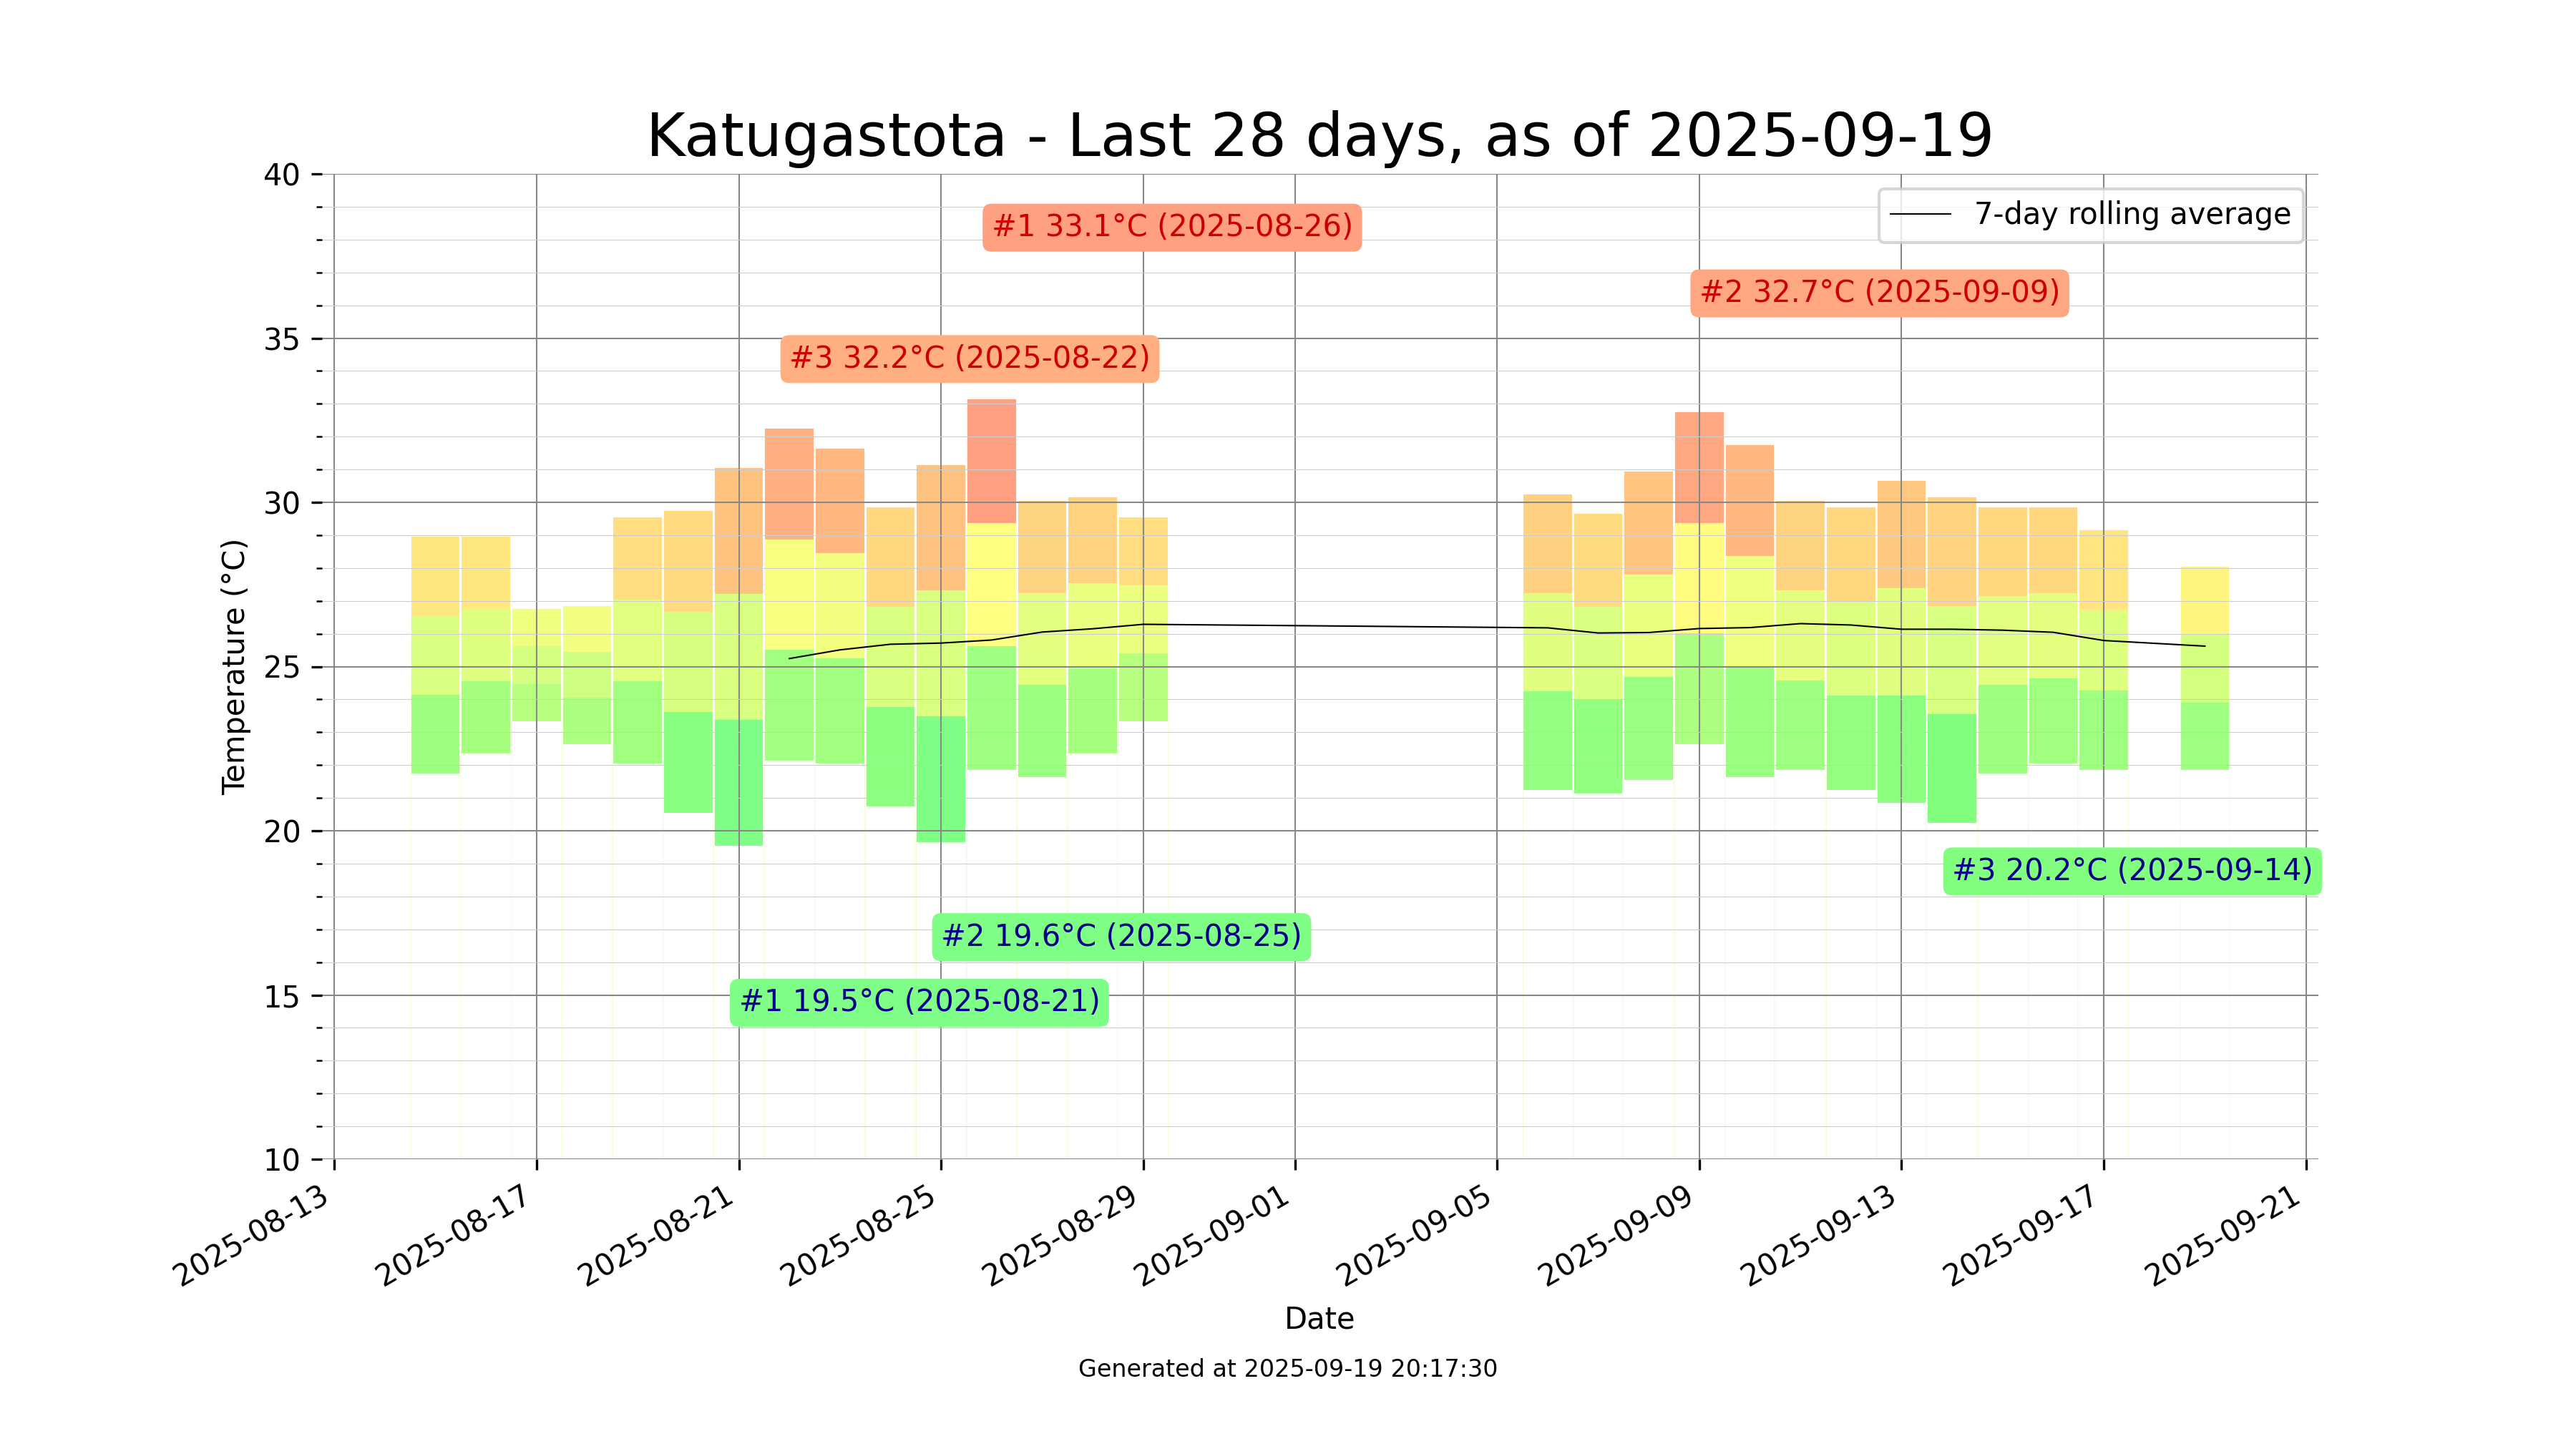 Katugastota - Last 28 days, as of 2025-09-19
7-day rolling average
#1 33.1°C (2025-08-26)
#2 32.7°C (2025-09-09)
#3 32.2°C (2025-08-22)
#3 20.2°C (2025-09-14)
#2 19.6°C (2025-08-25)
#1 19.5°C (2025-08-21)
Temperature (°C)
40
35
30
25
20
15
10
2025-08-13
2025-08-17
2025-08-21
2025-08-25
2025-08-29
2025-09-01
2025-09-05
2025-09-09
2025-09-13
2025-09-17
2025-09-21
Date
Generated at 2025-09-19 20:17:30